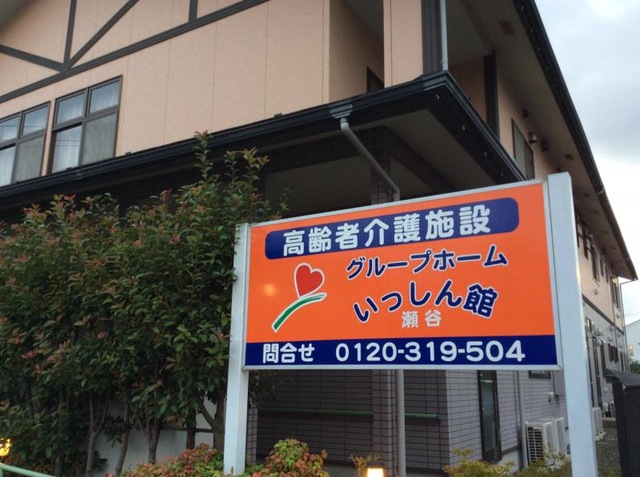 高齢者介護施設
グループホーム
いっしん館
瀬谷
問合せ 0120-319-504